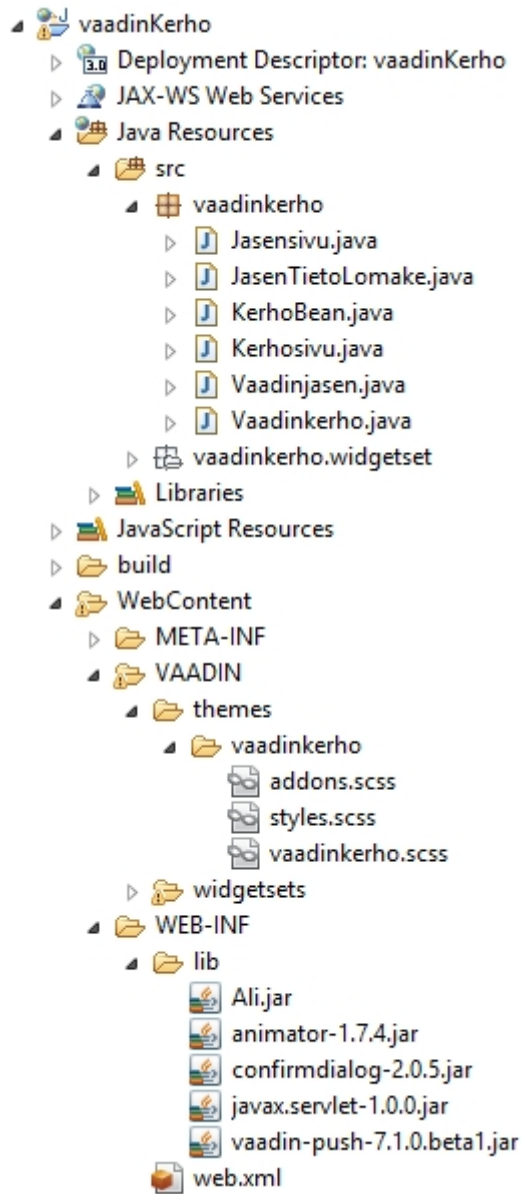 vaadinKerho
3.0 Deployment Descriptor: vaadinKerho
JAX-WS Web Services
Java Resources
src
vaadinkerho
J Jasensivu.java
J JasenTietoLomake.java
J KerhoBean.java
J Kerhosivu.java
J Vaadinjasen.java
J Vaadinkerho.java
vaadinkerho.widgetset
Libraries
JavaScript Resources
build
WebContent
META-INF
VAADIN
themes
vaadinkerho
addons.scss
styles.scss
vaadinkerho.scss
widgetsets
WEB-INF
lib
Ali.jar
animator-1.7.4.jar
confirmdialog-2.0.5.jar
javax.servlet-1.0.0.jar
vaadin-push-7.1.0.beta1.jar
web.xml